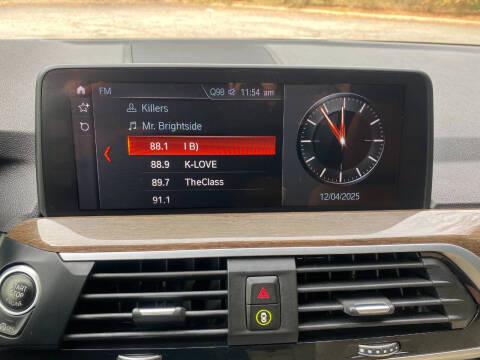 FM
Q98 11:54 am
Killers
Mr. Brightside
88.1 I B)
88.9 K-LOVE
89.7 TheClass
91.1
12/04/2025
START
STOP